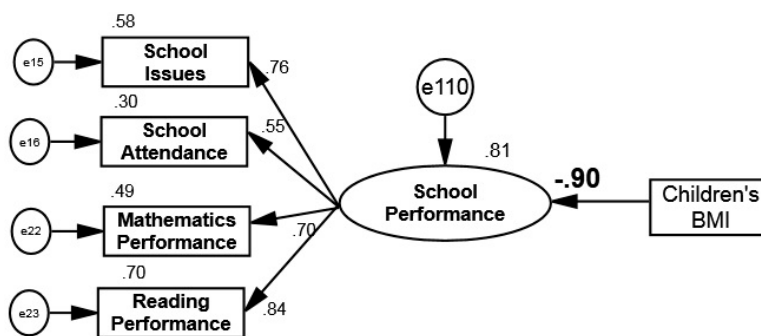 .58
e15
School
Issues
.76
.30
e16
School
Attendance
.55
.49
e22
Mathematics
Performance
.70
.70
e23
Reading
Performance
.84
e110
.81
School
Performance
-.90
Children's
BMI